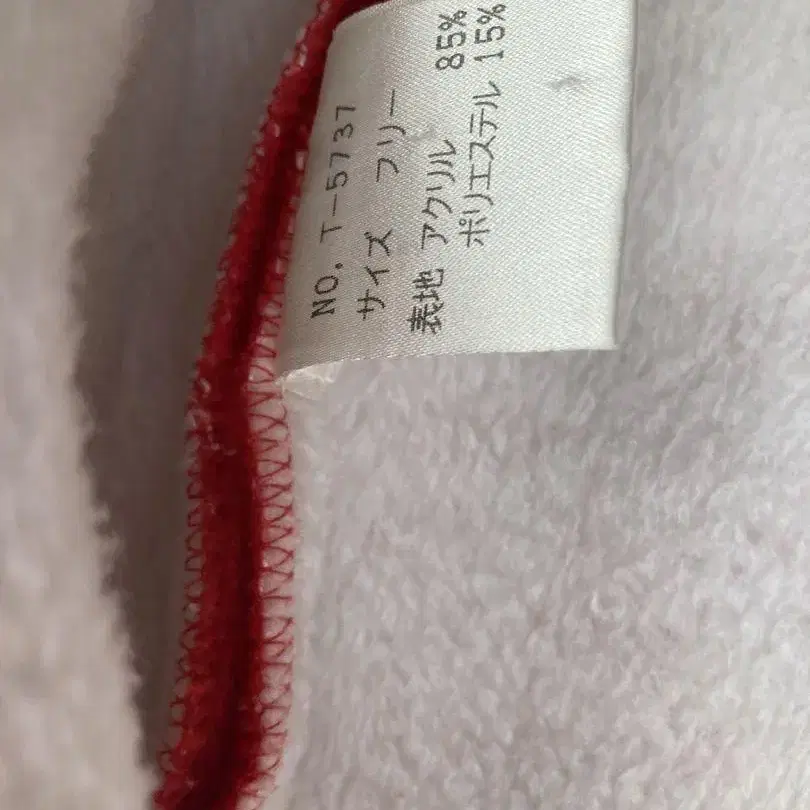 NO. T-5737
サイズ フリー
表地 アクリル 85%
ポリエステル 15%